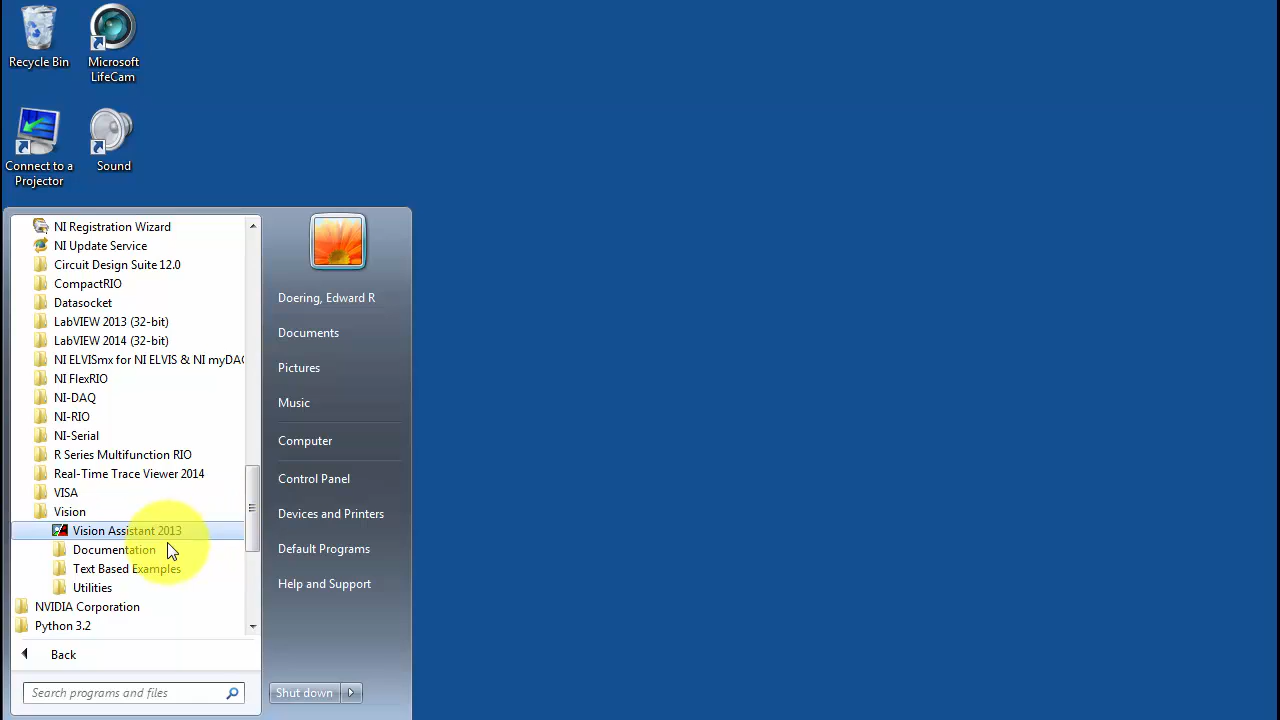 Recycle Bin
Microsoft
LifeCam
Connect to a
Projector
Sound
NI Registration Wizard
NI Update Service
Circuit Design Suite 12.0
CompactRIO
Datasocket
LabVIEW 2013 (32-bit)
LabVIEW 2014 (32-bit)
NI ELVISmx for NI ELVIS & NI myDAC
NI FlexRIO
NI-DAQ
NI-RIO
NI-Serial
R Series Multifunction RIO
Real-Time Trace Viewer 2014
VISA
Vision
Vision Assistant 2013
Documentation
Text Based Examples
Utilities
NVIDIA Corporation
Python 3.2
Back
Search programs and files
Doering, Edward R
Documents
Pictures
Music
Computer
Control Panel
Devices and Printers
Default Programs
Help and Support
Shut down